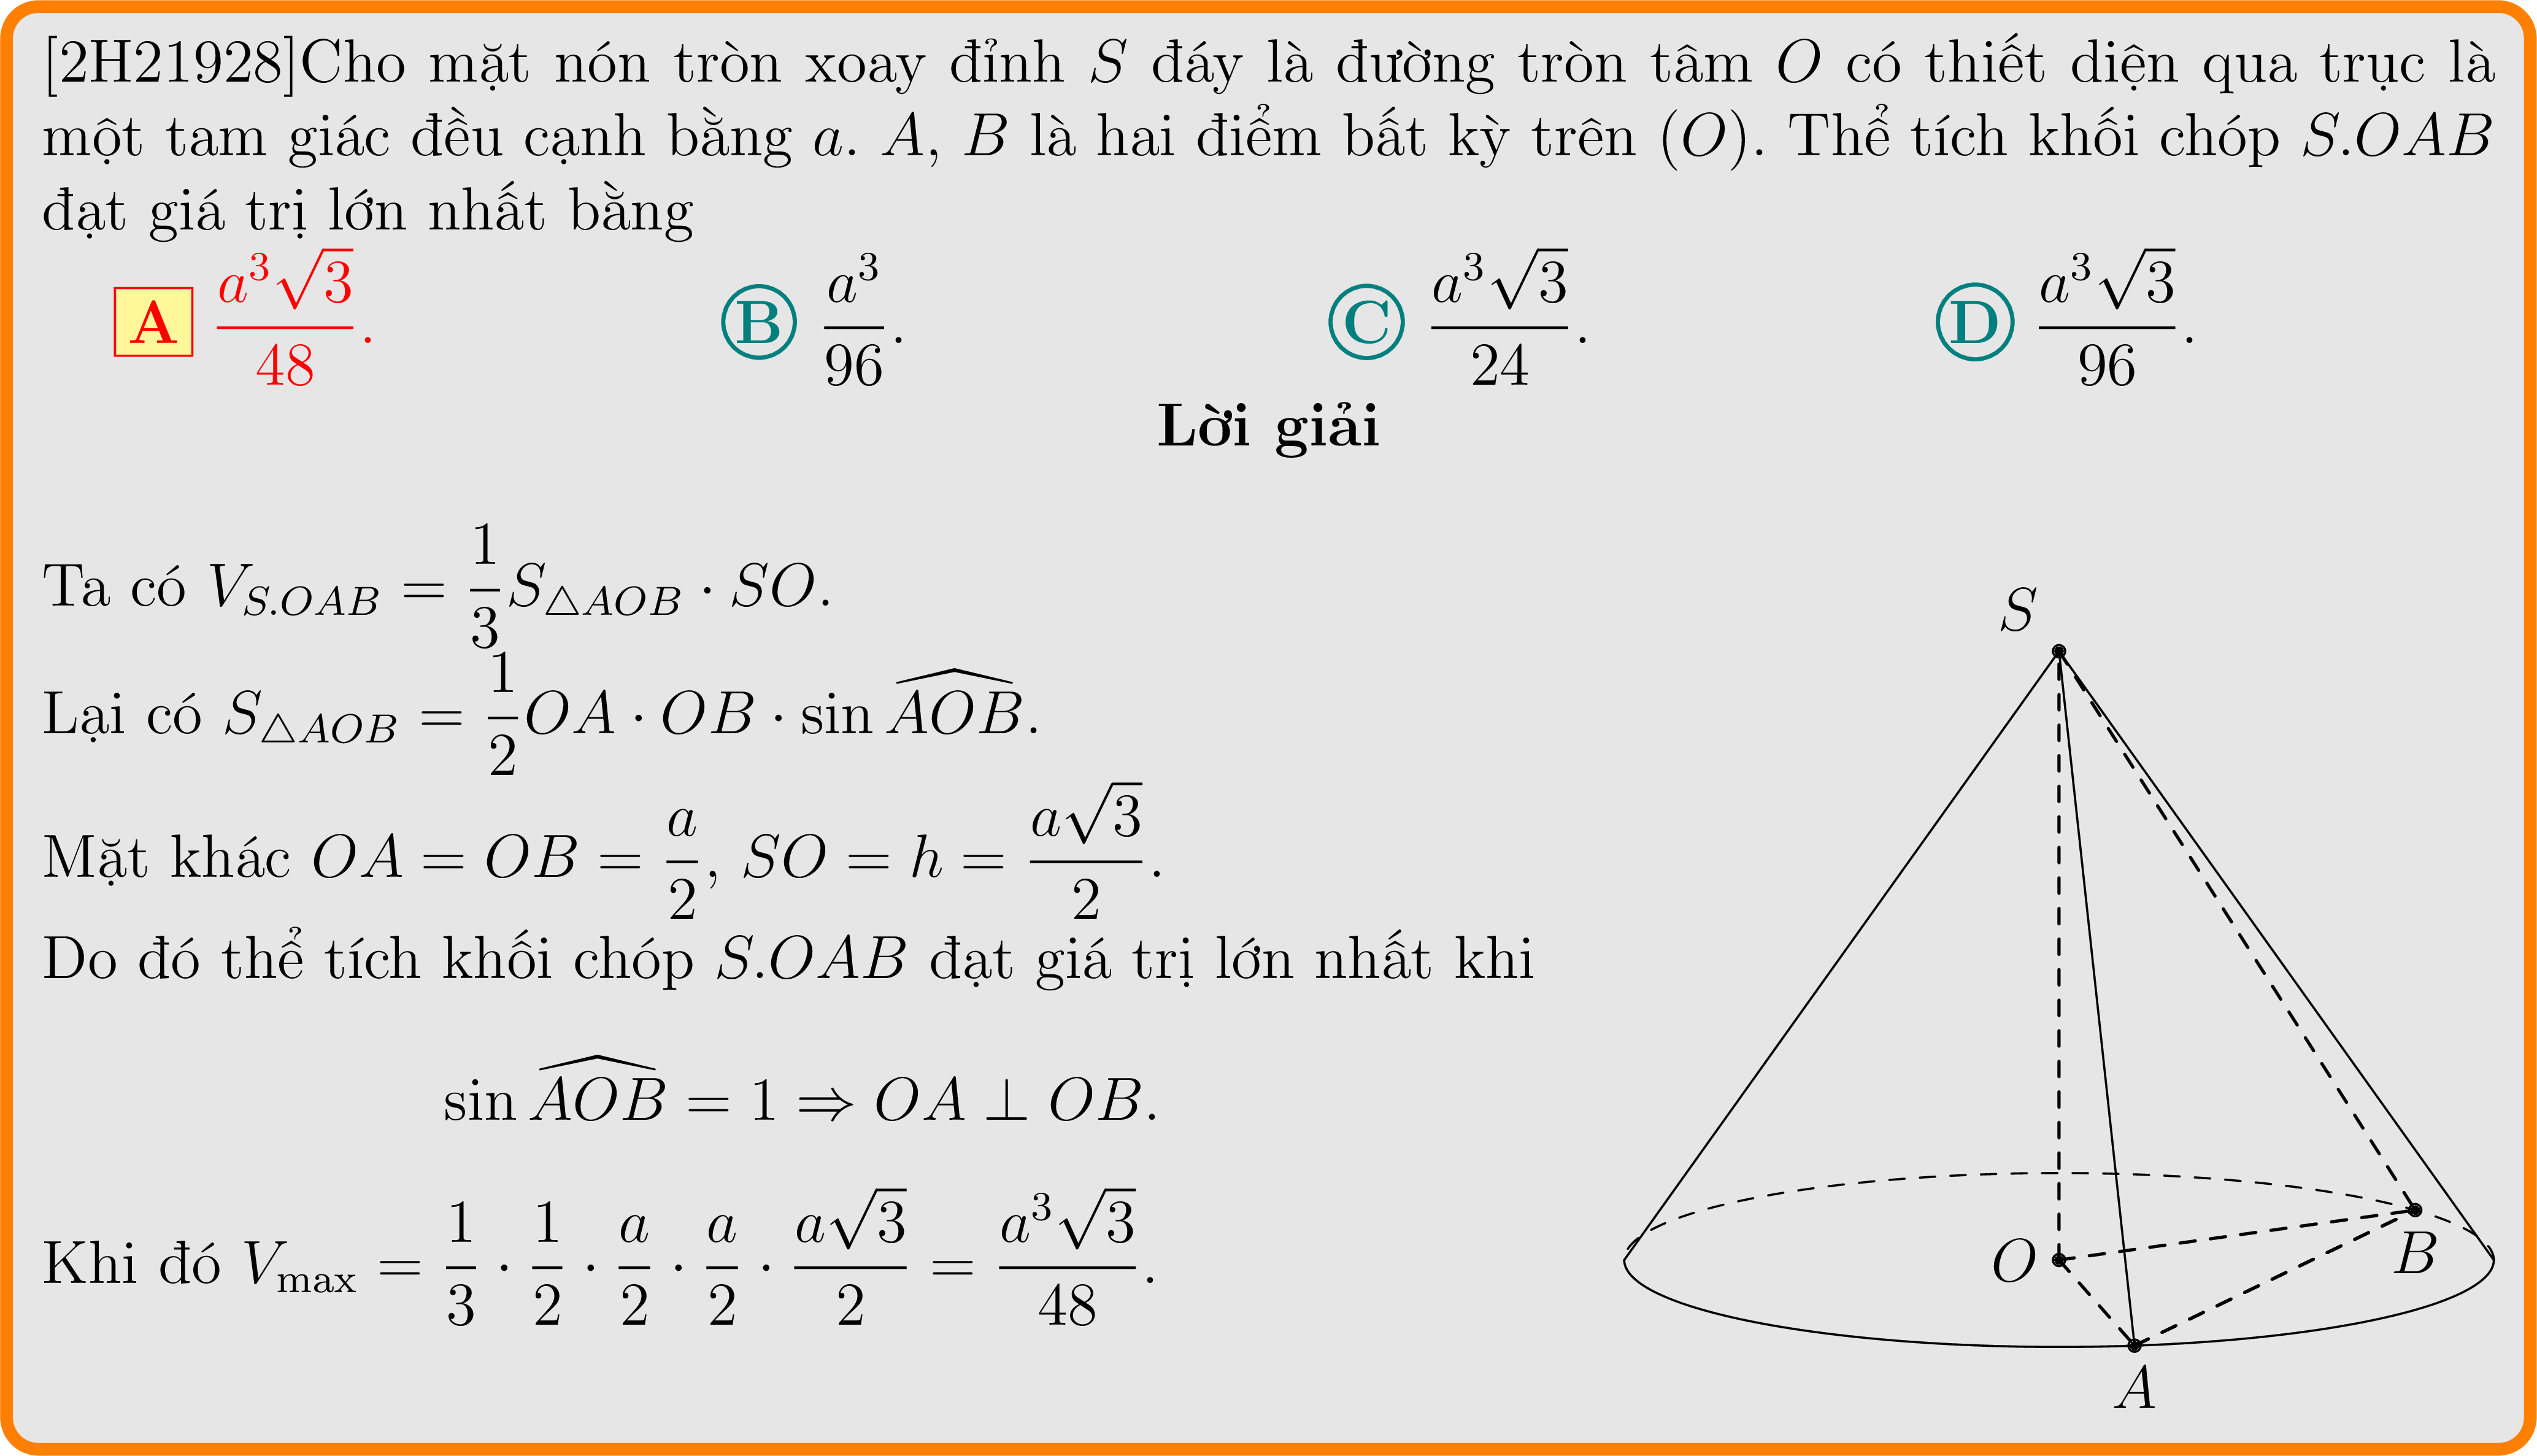 [2H21928]Cho mặt nón tròn xoay đỉnh S đáy là đường tròn tâm O có thiết diện qua trục là
một tam giác đều cạnh bằng a. A, B là hai điểm bất kỳ trên (O). Thể tích khối chóp S.OAB
đạt giá trị lớn nhất bằng
A \frac{a^3\sqrt{3}}{48}. B \frac{a^3}{96}. C \frac{a^3\sqrt{3}}{24}. D \frac{a^3\sqrt{3}}{96}.
Lời giải
Ta có V_{S.OAB} = \frac{1}{3}S_{\triangle AOB} \cdot SO.
Lại có S_{\triangle AOB} = \frac{1}{2}OA \cdot OB \cdot \sin\widehat{AOB}.
Mặt khác OA = OB = \frac{a}{2}, SO = h = \frac{a\sqrt{3}}{2}.
Do đó thể tích khối chóp S.OAB đạt giá trị lớn nhất khi
\sin\widehat{AOB} = 1 \Rightarrow OA \perp OB.
Khi đó V_{\max} = \frac{1}{3} \cdot \frac{1}{2} \cdot \frac{a}{2} \cdot \frac{a}{2} \cdot \frac{a\sqrt{3}}{2} = \frac{a^3\sqrt{3}}{48}.
S
O
B
A